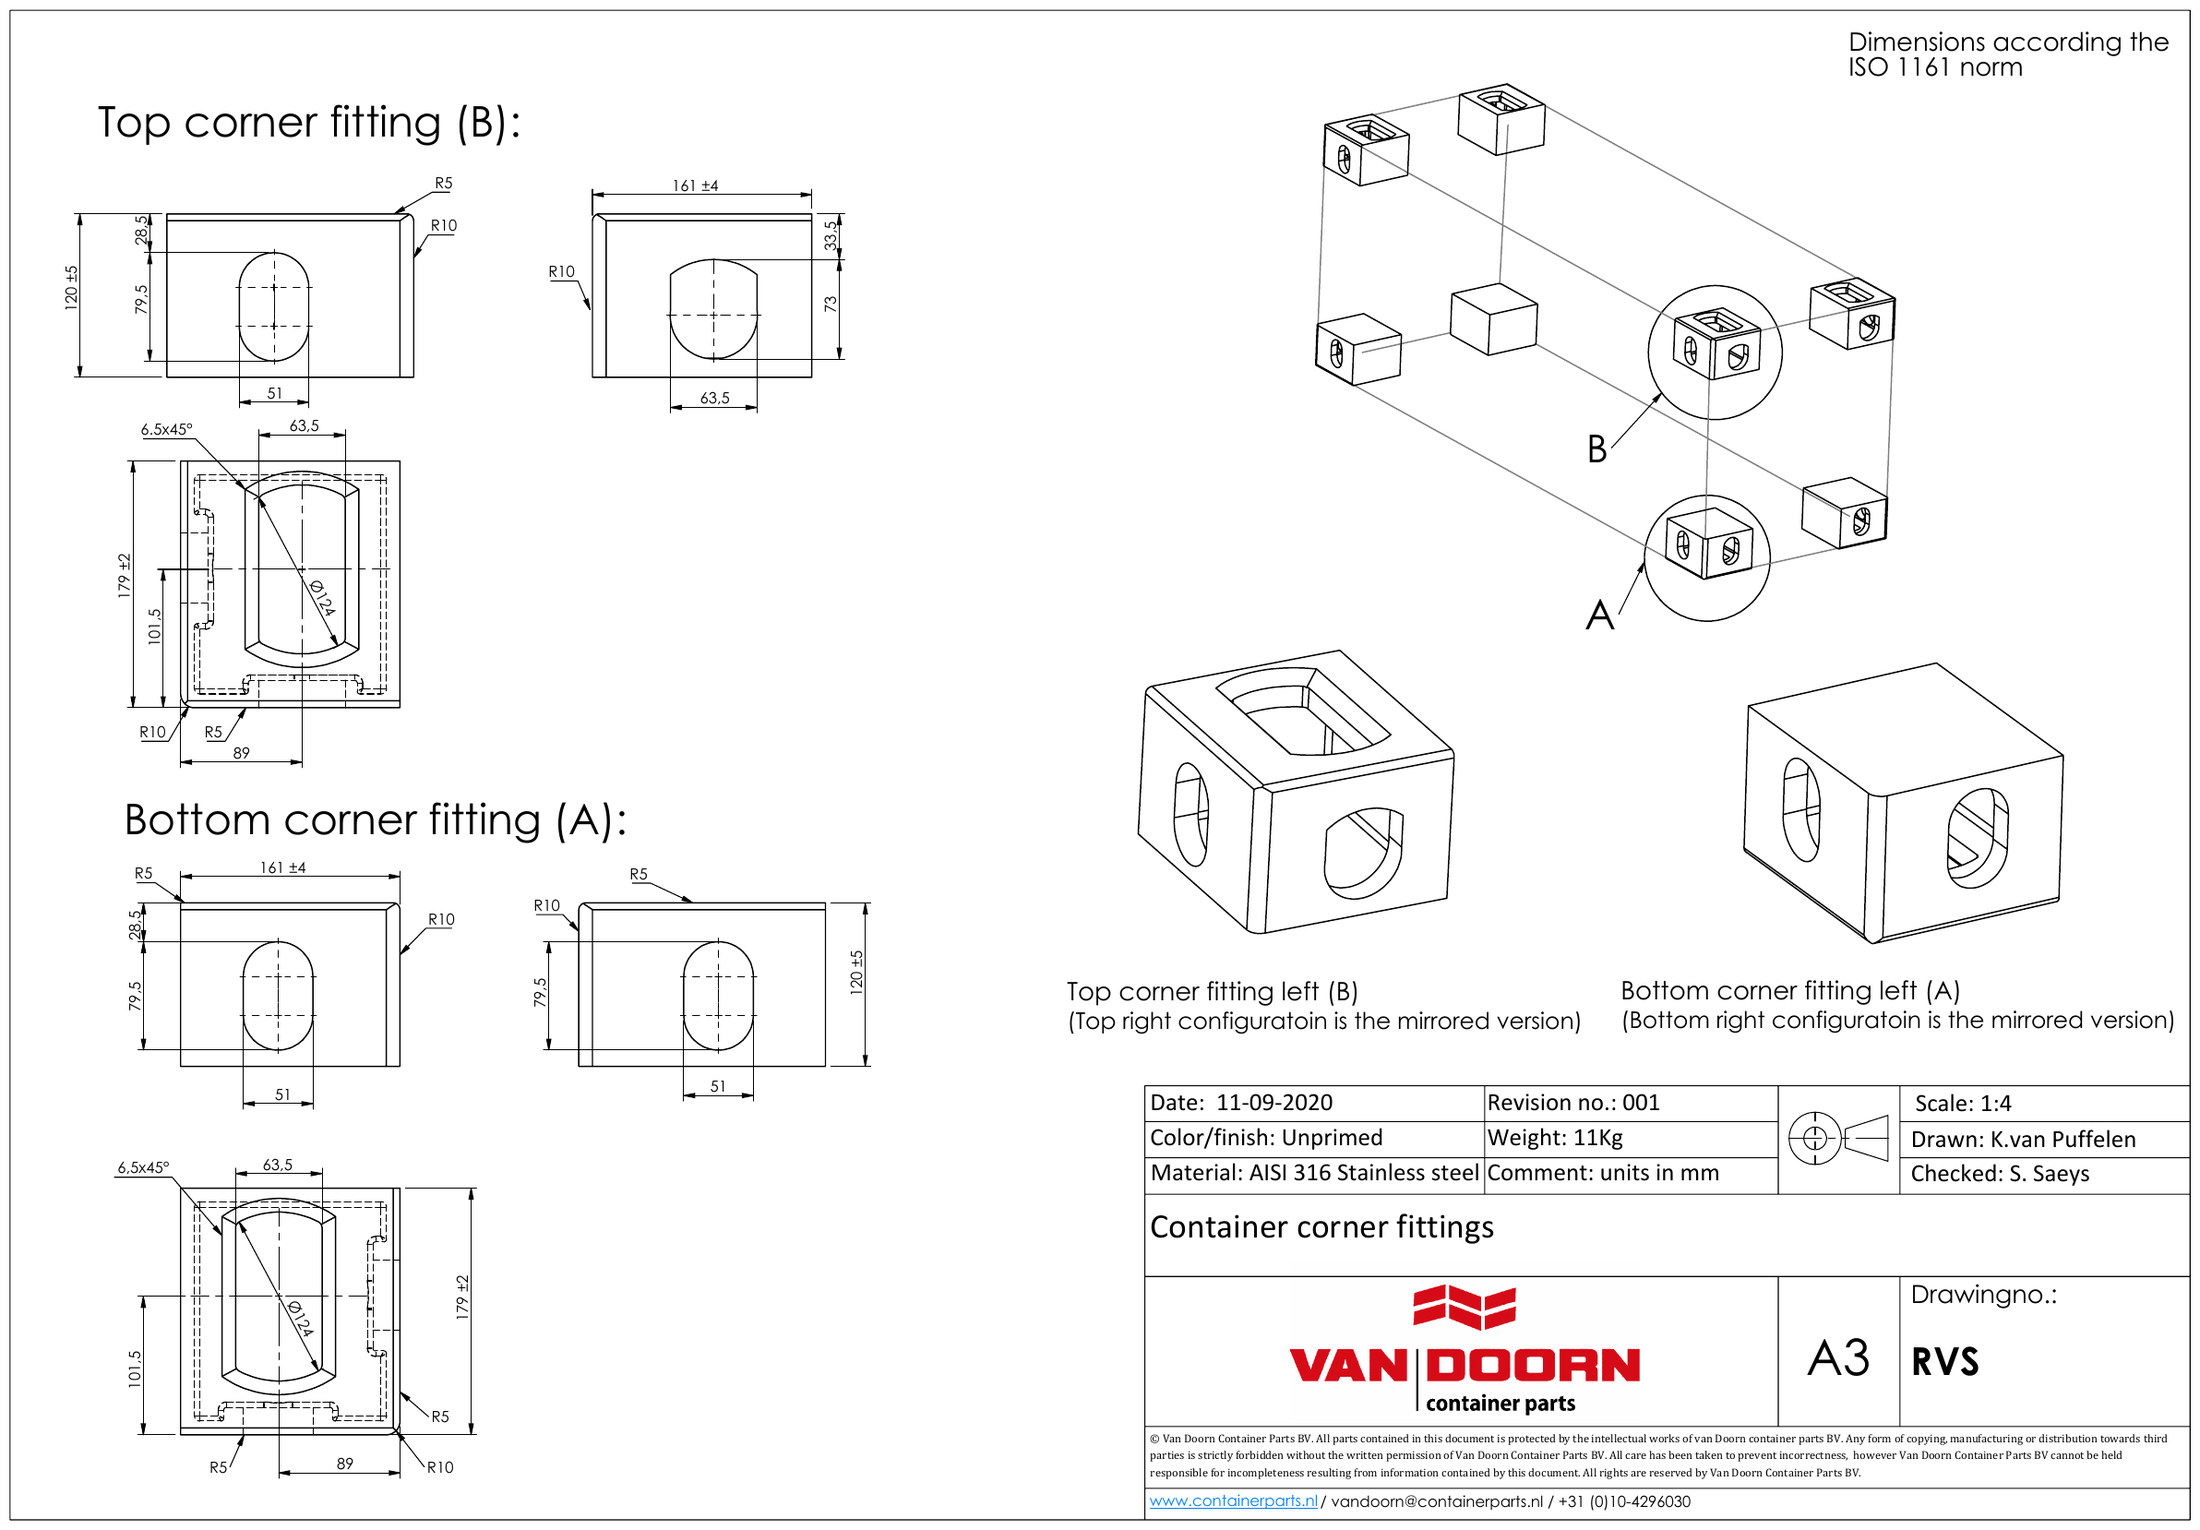 Dimensions according the
ISO 1161 norm
Top corner fitting (B):
R5
R10
28,5
120 ±5
79,5
51
161 ±4
R10
33,5
73
63,5
6.5x45°
63,5
179 ±2
101,5
Ø124
R10
R5
89
B
A
Bottom corner fitting (A):
R5
161 ±4
28,5
R10
79,5
51
R5
R10
79,5
120 ±5
51
6,5x45°
63,5
179 ±2
Ø124
101,5
R5
R5
89
R10
Top corner fitting left (B)
(Top right configuratoin is the mirrored version)
Bottom corner fitting left (A)
(Bottom right configuratoin is the mirrored version)
Date: 11-09-2020
Revision no.: 001
Scale: 1:4
Color/finish: Unprimed
Weight: 11Kg
Drawn: K.van Puffelen
Material: AISI 316 Stainless steel
Comment: units in mm
Checked: S. Saeys
Container corner fittings
VAN DOORN
container parts
A3
Drawingno.:
RVS
© Van Doorn Container Parts BV. All parts contained in this document is protected by the intellectual works of van Doorn container parts BV. Any form of copying, manufacturing or distribution towards third
parties is strictly forbidden without the written permission of Van Doorn Container Parts BV. All care has been taken to prevent incorrectness, however Van Doorn Container Parts BV cannot be held
responsible for incompleteness resulting from information contained by this document. All rights are reserved by Van Doorn Container Parts BV.
www.containerparts.nl / vandoorn@containerparts.nl / +31 (0)10-4296030